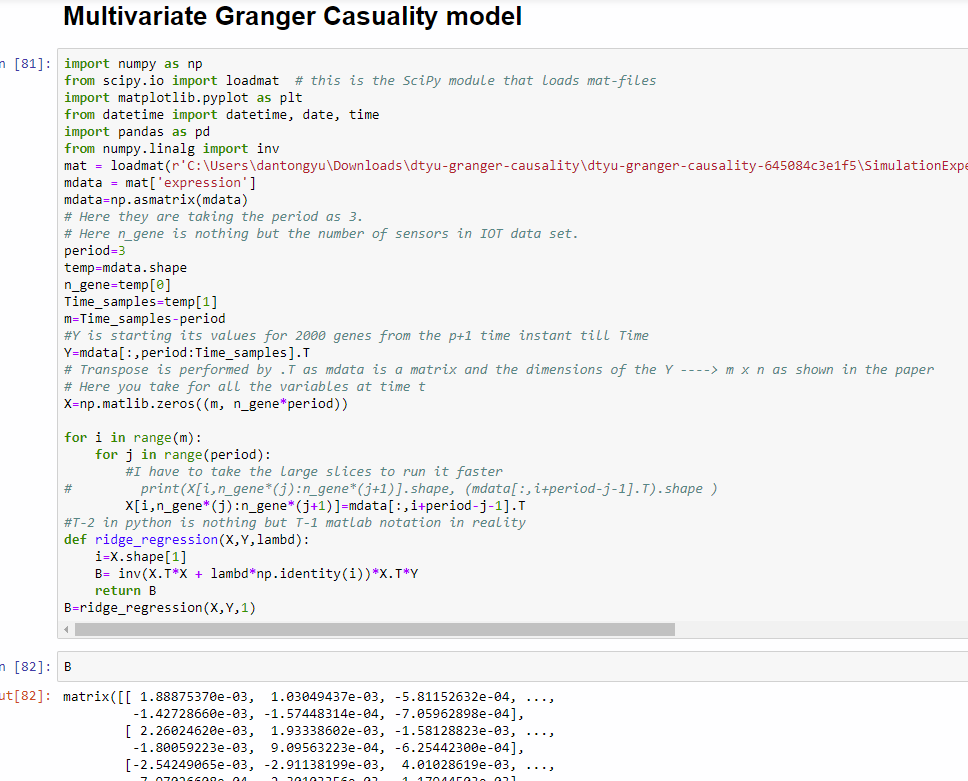 Multivariate Granger Casuality model
n [81]:
import numpy as np
from scipy.io import loadmat  # this is the SciPy module that loads mat-files
import matplotlib.pyplot as plt
from datetime import datetime, date, time
import pandas as pd
from numpy.linalg import inv
mat = loadmat(r'C:\Users\dantongyu\Downloads\dtyu-granger-causality\dtyu-granger-causality-645084c3e1f5\SimulationExpe
mdata = mat['expression']
mdata=np.asmatrix(mdata)
# Here they are taking the period as 3.
# Here n_gene is nothing but the number of sensors in IOT data set.
period=3
temp=mdata.shape
n_gene=temp[0]
Time_samples=temp[1]
m=Time_samples-period
#Y is starting its values for 2000 genes from the p+1 time instant till Time
Y=mdata[:,period:Time_samples].T
# Transpose is performed by .T as mdata is a matrix and the dimensions of the Y ----> m x n as shown in the paper
# Here you take for all the variables at time t
X=np.matlib.zeros((m, n_gene*period))
for i in range(m):
    for j in range(period):
        #I have to take the large slices to run it faster
#         print(X[i,n_gene*(j):n_gene*(j+1)].shape, (mdata[:,i+period-j-1].T).shape )
        X[i,n_gene*(j):n_gene*(j+1)]=mdata[:,i+period-j-1].T
#T-2 in python is nothing but T-1 matlab notation in reality
def ridge_regression(X,Y,lambd):
    i=X.shape[1]
    B= inv(X.T*X + lambd*np.identity(i))*X.T*Y
    return B
B=ridge_regression(X,Y,1)
n [82]: B
ut[82]: matrix([[ 1.88875370e-03,  1.03049437e-03, -5.81152632e-04, ...,
         -1.42728660e-03, -1.57448314e-04, -7.05962898e-04],
        [ 2.26024620e-03,  1.93338602e-03, -1.58128823e-03, ...,
         -1.80059223e-03,  9.09563223e-04, -6.25442300e-04],
        [-2.54249065e-03, -2.91138199e-03,  4.01028619e-03, ...,